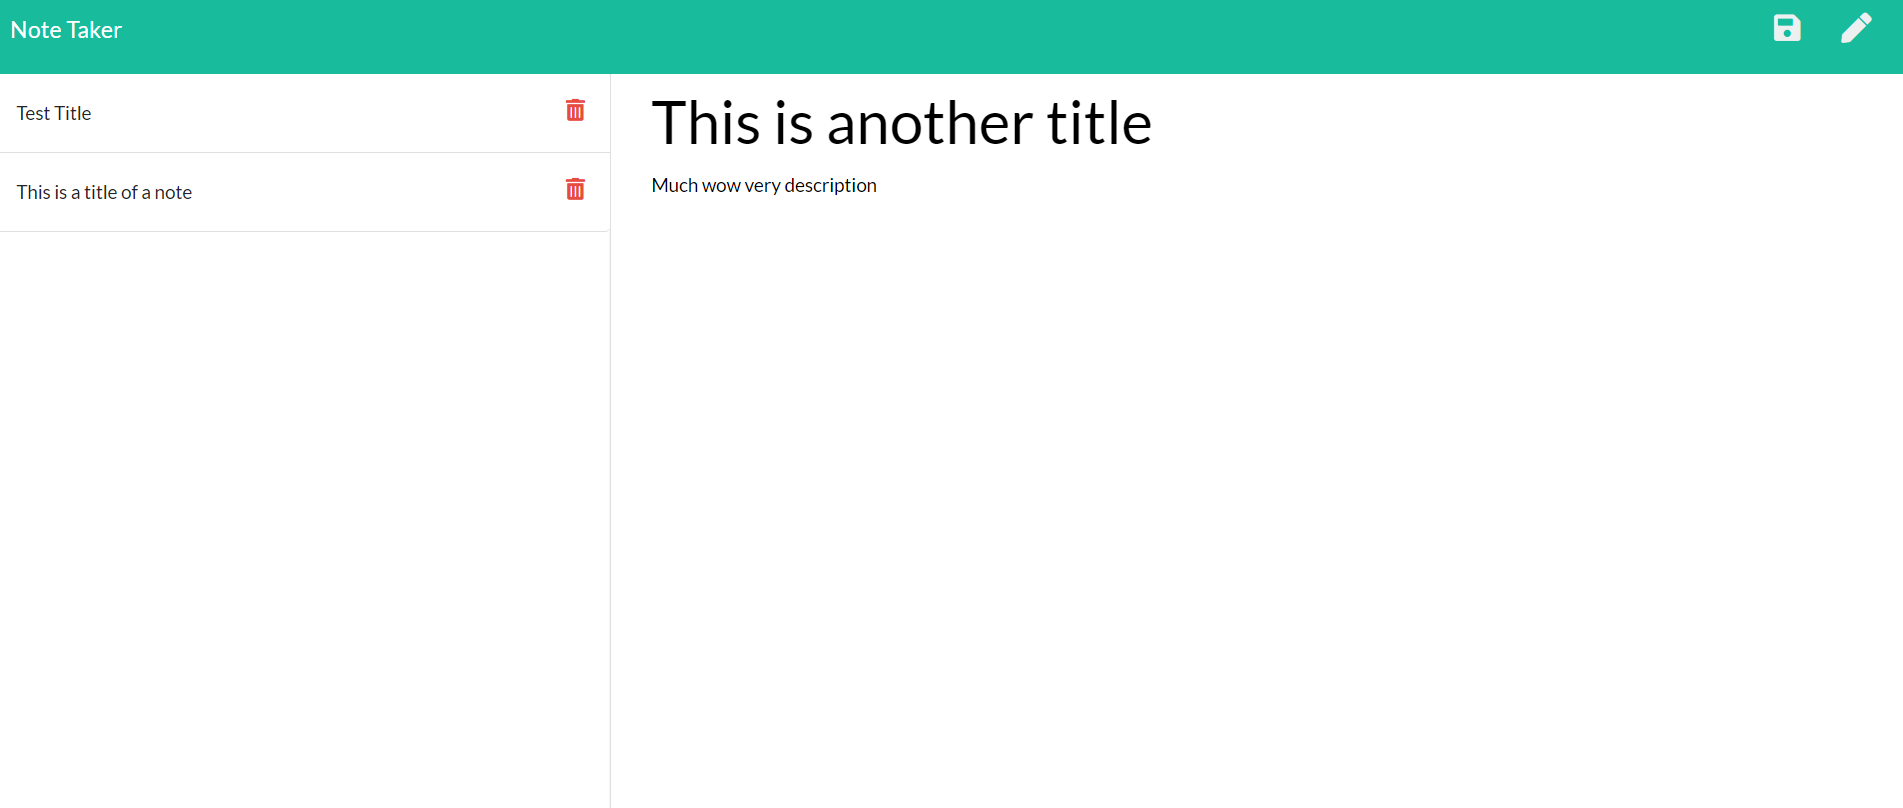 Note Taker
Test Title
This is a title of a note
This is another title
Much wow very description